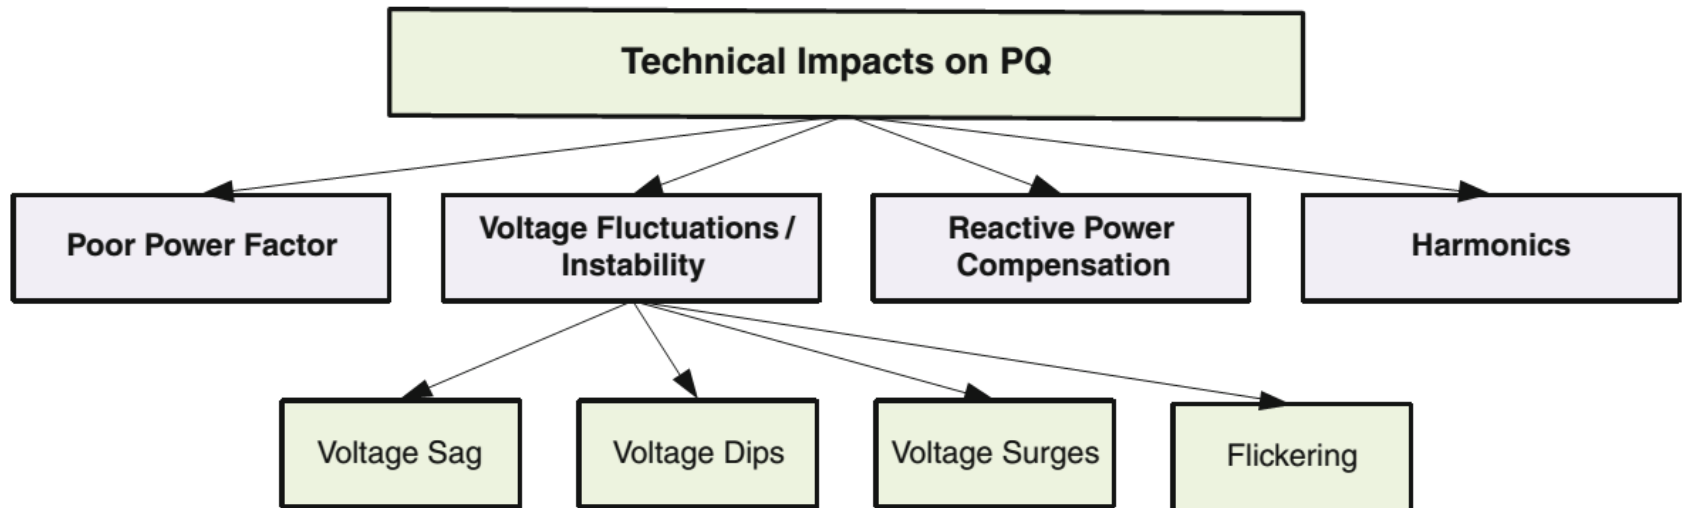 Technical Impacts on PQ
Poor Power Factor
Voltage Fluctuations /
Instability
Reactive Power
Compensation
Harmonics
Voltage Sag
Voltage Dips
Voltage Surges
Flickering